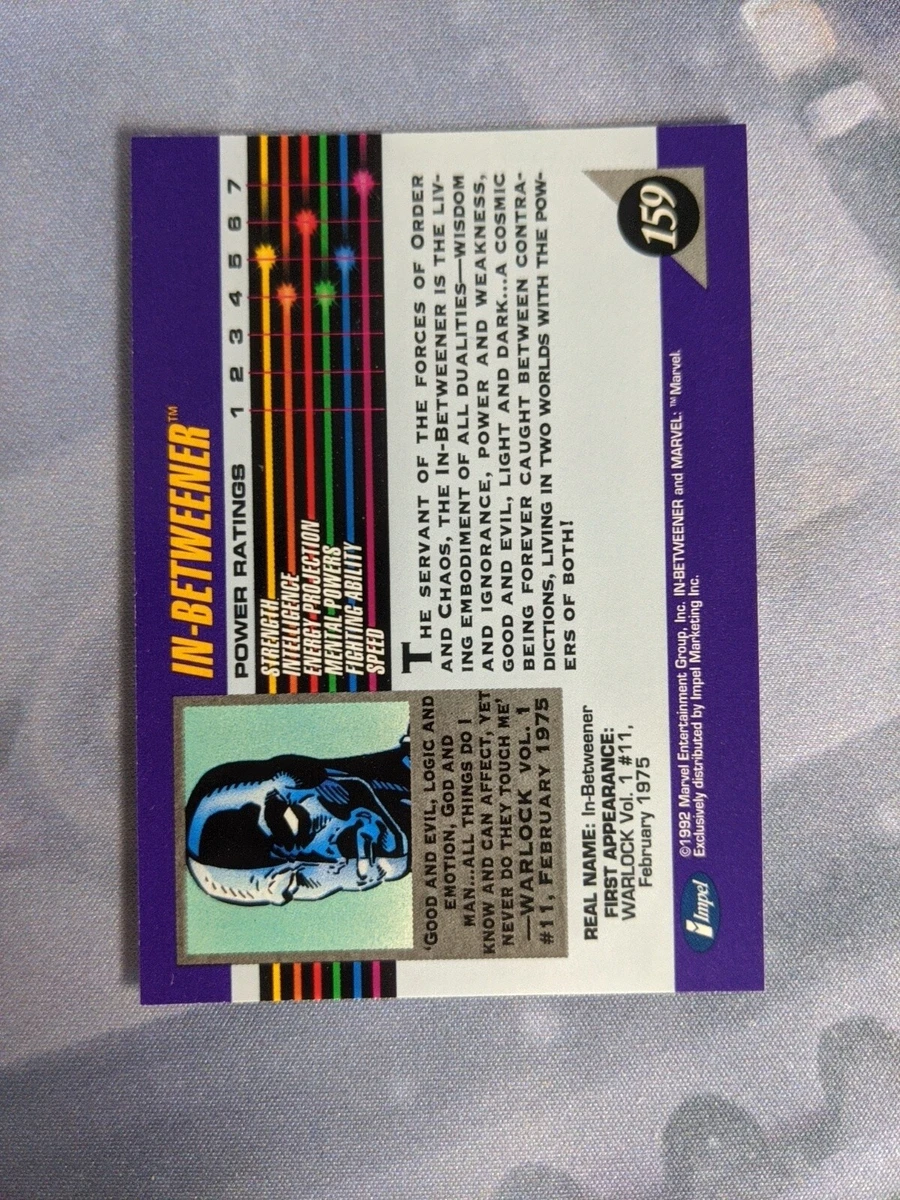 IN-BETWEENER™
POWER RATINGS 1 2 3 4 5 6 7
STRENGTH
INTELLIGENCE
ENERGY PROJECTION
MENTAL POWERS
FIGHTING ABILITY
SPEED
'GOOD AND EVIL, LOGIC AND
EMOTION, GOD AND
MAN...ALL THINGS DO I
KNOW AND CAN AFFECT, YET
NEVER DO THEY TOUCH ME'
—WARLOCK VOL. 1
#11, FEBRUARY 1975
THE SERVANT OF THE FORCES OF ORDER
AND CHAOS, THE IN-BETWEENER IS THE LIV-
ING EMBODIMENT OF ALL DUALITIES—WISDOM
AND IGNORANCE, POWER AND WEAKNESS,
GOOD AND EVIL, LIGHT AND DARK...A COSMIC
BEING FOREVER CAUGHT BETWEEN CONTRA-
DICTIONS, LIVING IN TWO WORLDS WITH THE POW-
ERS OF BOTH!
REAL NAME: In-Betweener
FIRST APPEARANCE:
WARLOCK Vol. 1 #11,
February 1975
159
Impel
©1992 Marvel Entertainment Group, Inc. IN-BETWEENER and MARVEL: ™Marvel.
Exclusively distributed by Impel Marketing Inc.